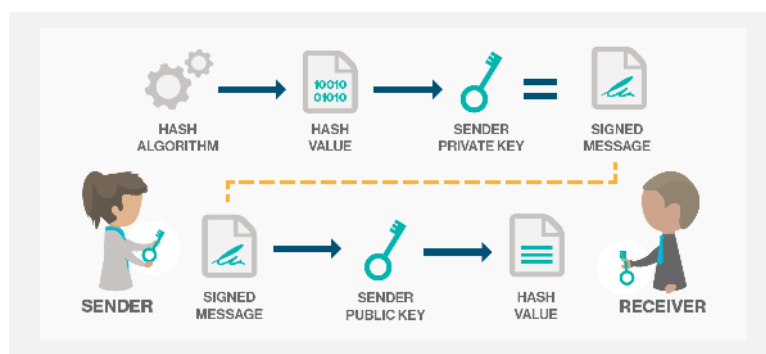 10010
01010
HASH
ALGORITHM
HASH
VALUE
SENDER
PRIVATE KEY
SIGNED
MESSAGE
SENDER
SIGNED
MESSAGE
SENDER
PUBLIC KEY
HASH
VALUE
RECEIVER